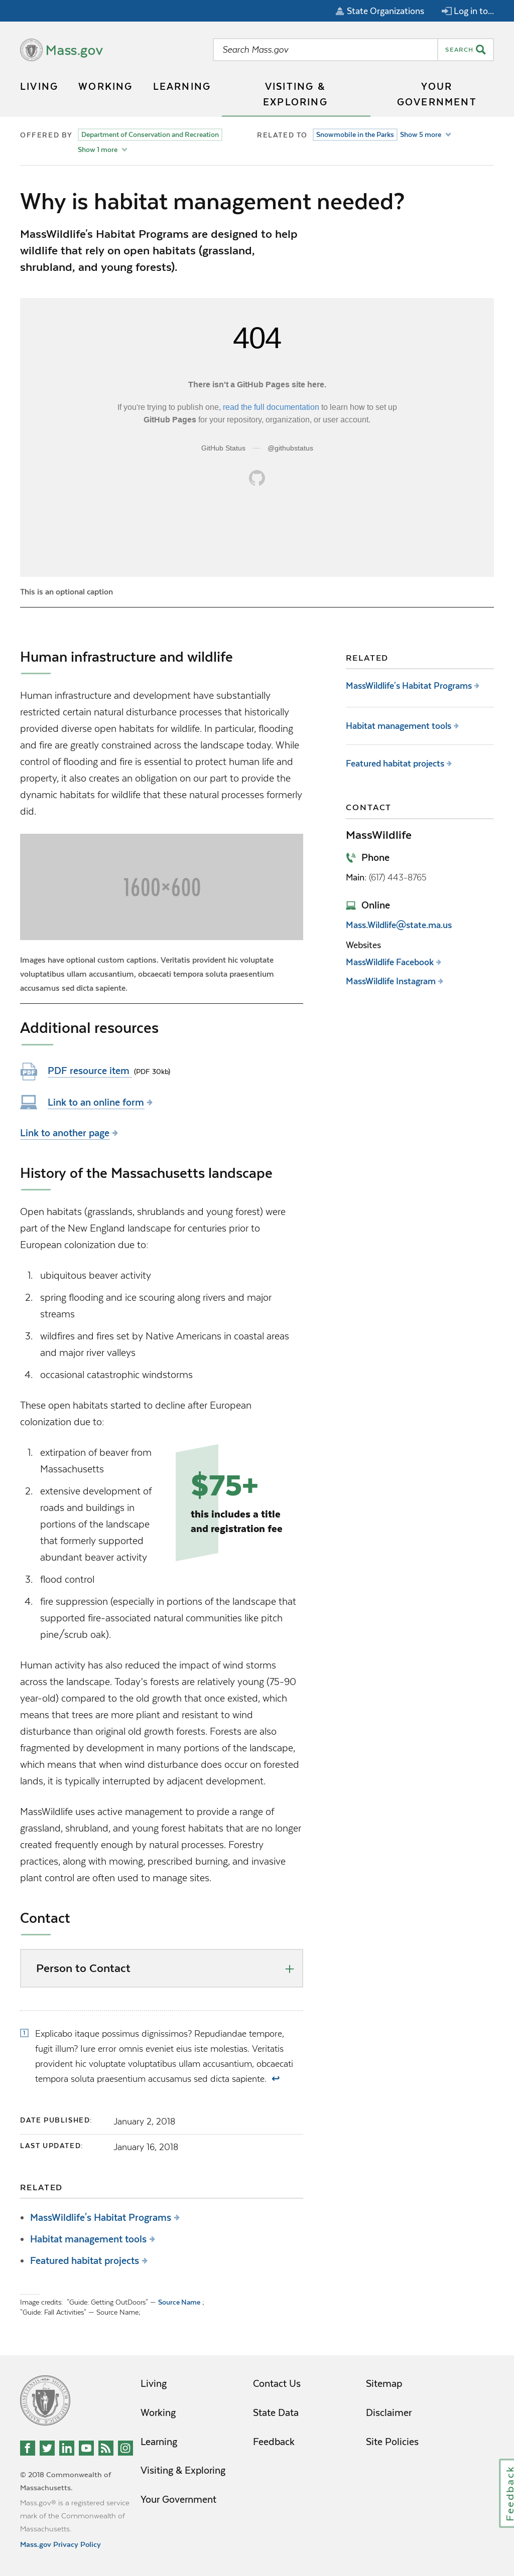 State Organizations
Log in to...
Mass.gov
Search Mass.gov
SEARCH
LIVING
WORKING
LEARNING
VISITING &
EXPLORING
YOUR
GOVERNMENT
OFFERED BY
Department of Conservation and Recreation
Show 1 more
RELATED TO
Snowmobile in the Parks
Show 5 more
Why is habitat management needed?
MassWildlife's Habitat Programs are designed to help
wildlife that rely on open habitats (grassland,
shrubland, and young forests).
404
There isn't a GitHub Pages site here.
If you're trying to publish one, read the full documentation to learn how to set up
GitHub Pages for your repository, organization, or user account.
GitHub Status — @githubstatus
This is an optional caption
Human infrastructure and wildlife
Human infrastructure and development have substantially
restricted certain natural disturbance processes that historically
provided diverse open habitats for wildlife. In particular, flooding
and fire are greatly constrained across the landscape today. While
control of flooding and fire is essential to protect human life and
property, it also creates an obligation on our part to provide the
dynamic habitats for wildlife that these natural processes formerly
did.
1600×600
Images have optional custom captions. Veritatis provident hic voluptate
voluptatibus ullam accusantium, obcaecati tempora soluta praesentium
accusamus sed dicta sapiente.
Additional resources
PDF
PDF resource item (PDF 30kb)
Link to an online form
Link to another page
History of the Massachusetts landscape
Open habitats (grasslands, shrublands and young forest) were
part of the New England landscape for centuries prior to
European colonization due to:
1. ubiquitous beaver activity
2. spring flooding and ice scouring along rivers and major
streams
3. wildfires and fires set by Native Americans in coastal areas
and major river valleys
4. occasional catastrophic windstorms
These open habitats started to decline after European
colonization due to:
1. extirpation of beaver from
Massachusetts
2. extensive development of
roads and buildings in
portions of the landscape
that formerly supported
abundant beaver activity
$75+
this includes a title
and registration fee
3. flood control
4. fire suppression (especially in portions of the landscape that
supported fire-associated natural communities like pitch
pine/scrub oak).
Human activity has also reduced the impact of wind storms
across the landscape. Today's forests are relatively young (75-90
year-old) compared to the old growth that once existed, which
means that trees are more pliant and resistant to wind
disturbance than original old growth forests. Forests are also
fragmented by development in many portions of the landscape,
which means that when wind disturbance does occur on forested
lands, it is typically interrupted by adjacent development.
MassWildlife uses active management to provide a range of
grassland, shrubland, and young forest habitats that are no longer
created frequently enough by natural processes. Forestry
practices, along with mowing, prescribed burning, and invasive
plant control are often used to manage sites.
Contact
Person to Contact
1 Explicabo itaque possimus dignissimos? Repudiandae tempore,
fugit illum? Iure error omnis eveniet eius iste molestias. Veritatis
provident hic voluptate voluptatibus ullam accusantium, obcaecati
tempora soluta praesentium accusamus sed dicta sapiente. ↩
DATE PUBLISHED: January 2, 2018
LAST UPDATED: January 16, 2018
RELATED
MassWildlife's Habitat Programs
Habitat management tools
Featured habitat projects
Image credits: "Guide: Getting OutDoors" — Source Name ;
"Guide: Fall Activities" — Source Name;
RELATED
MassWildlife's Habitat Programs
Habitat management tools
Featured habitat projects
CONTACT
MassWildlife
Phone
Main: (617) 443-8765
Online
Mass.Wildlife@state.ma.us
Websites
MassWildlife Facebook
MassWildlife Instagram
© 2018 Commonwealth of
Massachusetts.
Mass.gov® is a registered service
mark of the Commonwealth of
Massachusetts.
Mass.gov Privacy Policy
Living
Working
Learning
Visiting & Exploring
Your Government
Contact Us
State Data
Feedback
Sitemap
Disclaimer
Site Policies
Feedback